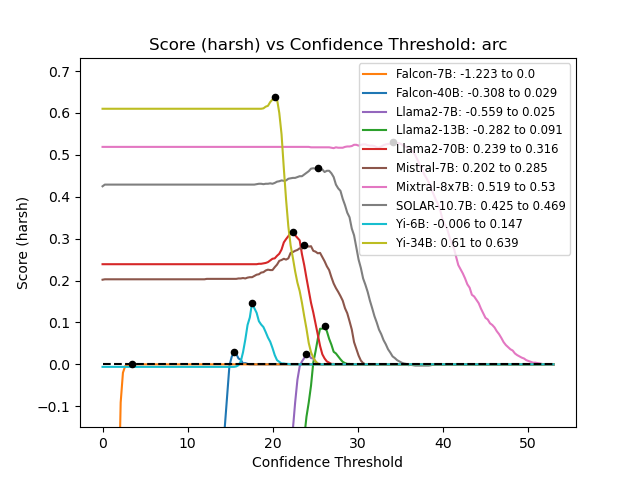 Score (harsh) vs Confidence Threshold: arc
Score (harsh)
0.7
0.6
0.5
0.4
0.3
0.2
0.1
0.0
−0.1
Falcon-7B: -1.223 to 0.0
Falcon-40B: -0.308 to 0.029
Llama2-7B: -0.559 to 0.025
Llama2-13B: -0.282 to 0.091
Llama2-70B: 0.239 to 0.316
Mistral-7B: 0.202 to 0.285
Mixtral-8x7B: 0.519 to 0.53
SOLAR-10.7B: 0.425 to 0.469
Yi-6B: -0.006 to 0.147
Yi-34B: 0.61 to 0.639
0 10 20 30 40 50
Confidence Threshold